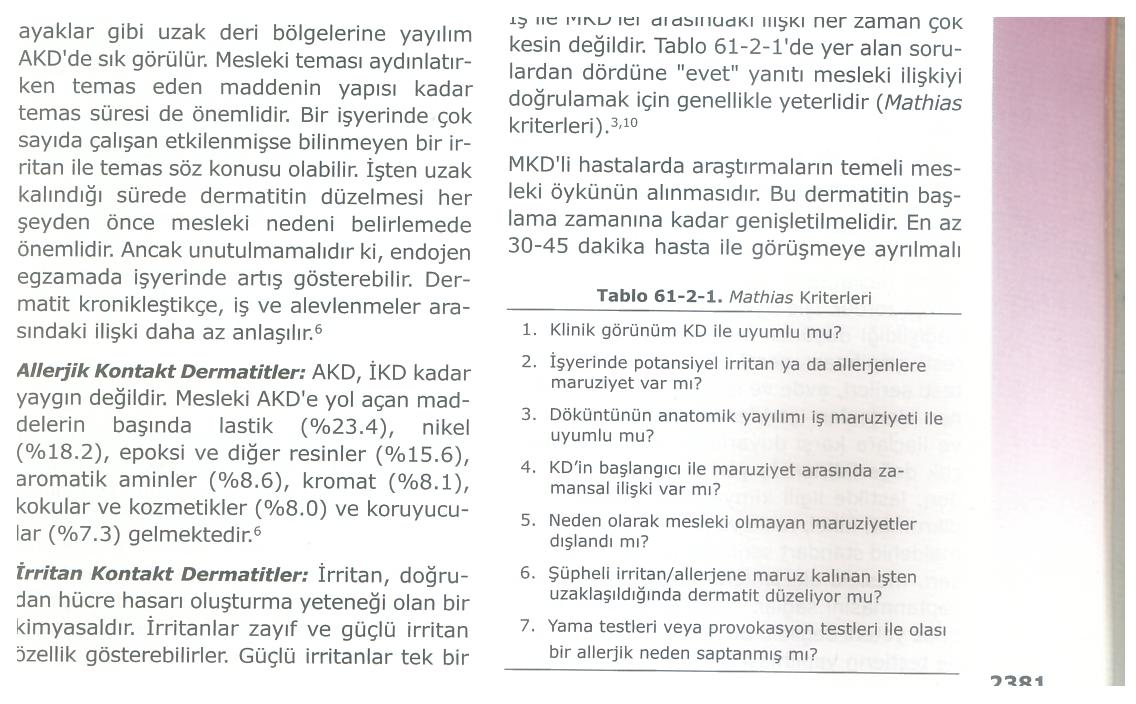 ayaklar gibi uzak deri bölgelerine yayılım
AKD'de sık görülür. Mesleki teması aydınlatır-
ken temas eden maddenin yapısı kadar
temas süresi de önemlidir. Bir işyerinde çok
sayıda çalışan etkilenmişse bilinmeyen bir ir-
ritan ile temas söz konusu olabilir. İşten uzak
kalındığı sürede dermatitin düzelmesi her
şeyden önce mesleki nedeni belirlemede
önemlidir. Ancak unutulmamalıdır ki, endojen
egzamada işyerinde artış gösterebilir. Der-
matit kronikleştikçe, iş ve alevlenmeler ara-
sındaki ilişki daha az anlaşılır.6
Allerjik Kontakt Dermatitler: AKD, İKD kadar
yaygın değildir. Mesleki AKD'e yol açan mad-
delerin başında lastik (%23.4), nikel
(%18.2), epoksi ve diğer resinler (%15.6),
aromatik aminler (%8.6), kromat (%8.1),
kokular ve kozmetikler (%8.0) ve koruyucu-
lar (%7.3) gelmektedir.6
İrritan Kontakt Dermatitler: İrritan, doğru-
dan hücre hasarı oluşturma yeteneği olan bir
kimyasaldır. İrritanlar zayıf ve güçlü irritan
özellik gösterebilirler. Güçlü irritanlar tek bir
İş ile MKD'ler arasındaki ilişki her zaman çok
kesin değildir. Tablo 61-2-1'de yer alan soru-
lardan dördüne "evet" yanıtı mesleki ilişkiyi
doğrulamak için genellikle yeterlidir (Mathias
kriterleri).3,10
MKD'li hastalarda araştırmaların temeli mes-
leki öykünün alınmasıdır. Bu dermatitin baş-
lama zamanına kadar genişletilmelidir. En az
30-45 dakika hasta ile görüşmeye ayrılmalı
Tablo 61-2-1. Mathias Kriterleri
1. Klinik görünüm KD ile uyumlu mu?
2. İşyerinde potansiyel irritan ya da allerjenlere
maruziyet var mı?
3. Döküntünün anatomik yayılımı iş maruziyeti ile
uyumlu mu?
4. KD'in başlangıcı ile maruziyet arasında za-
mansal ilişki var mı?
5. Neden olarak mesleki olmayan maruziyetler
dışlandı mı?
6. Şüpheli irritan/allerjene maruz kalınan işten
uzaklaşıldığında dermatit düzeliyor mu?
7. Yama testleri veya provokasyon testleri ile olası
bir allerjik neden saptanmış mı?
2381